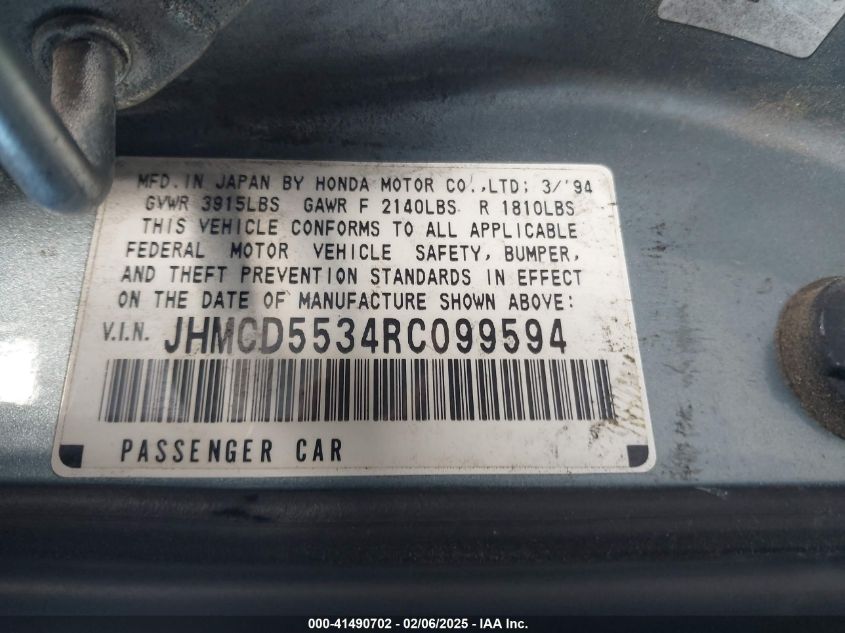 MFD. IN JAPAN BY HONDA MOTOR CO.,LTD; 3/'94
GVWR 3915LBS GAWR F 2140LBS R 1810LBS
THIS VEHICLE CONFORMS TO ALL APPLICABLE
FEDERAL MOTOR VEHICLE SAFETY, BUMPER,
AND THEFT PREVENTION STANDARDS IN EFFECT
ON THE DATE OF MANUFACTURE SHOWN ABOVE:
V.I.N. JHMCD5534RC099594
PASSENGER CAR
000-41490702 - 02/06/2025 - IAA Inc.